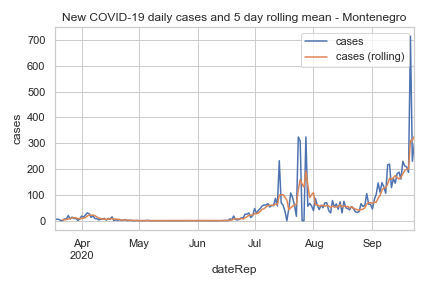 New COVID-19 daily cases and 5 day rolling mean - Montenegro
cases
cases (rolling)
700
600
500
400
300
200
100
0
cases
Apr
2020
May
Jun
Jul
Aug
Sep
dateRep